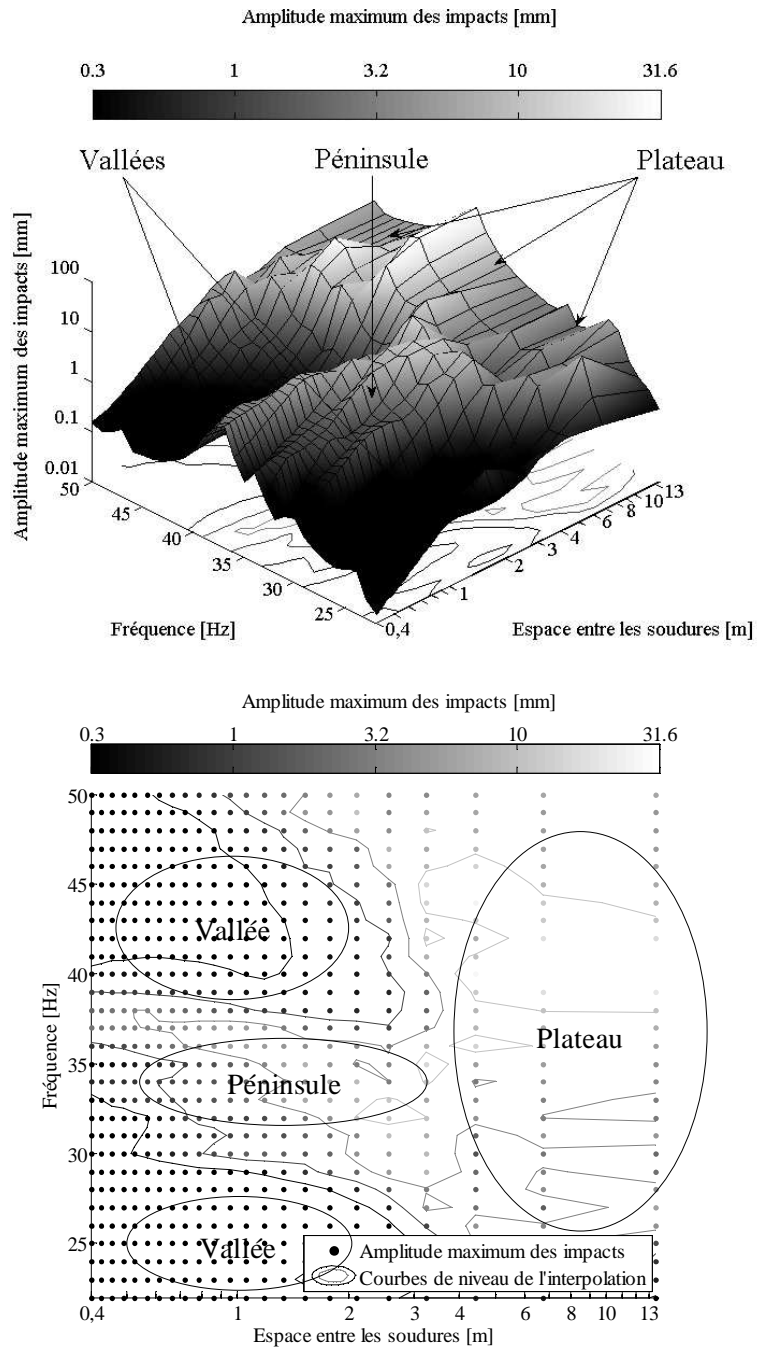 Amplitude maximum des impacts [mm]
0.3 1 3.2 10 31.6
Vallées Péninsule Plateau
Amplitude maximum des impacts [mm]
100
10
1
0.1
0.01
50
45
40
35
30
25
Fréquence [Hz]
0,4
1
2
3
4
6
8
10
13
Espace entre les soudures [m]
Amplitude maximum des impacts [mm]
0.3 1 3.2 10 31.6
Fréquence [Hz]
50
45
40
35
30
25
Vallée
Plateau
Péninsule
Vallée
Amplitude maximum des impacts
Courbes de niveau de l'interpolation
0,4 1 2 3 4 6 8 10 13
Espace entre les soudures [m]